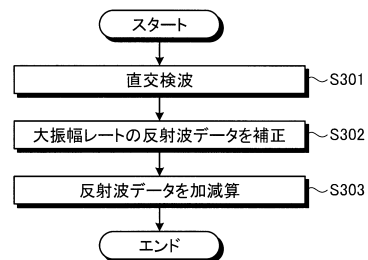 スタート
直交検波
S301
大振幅レートの反射波データを補正
S302
反射波データを加減算
S303
エンド